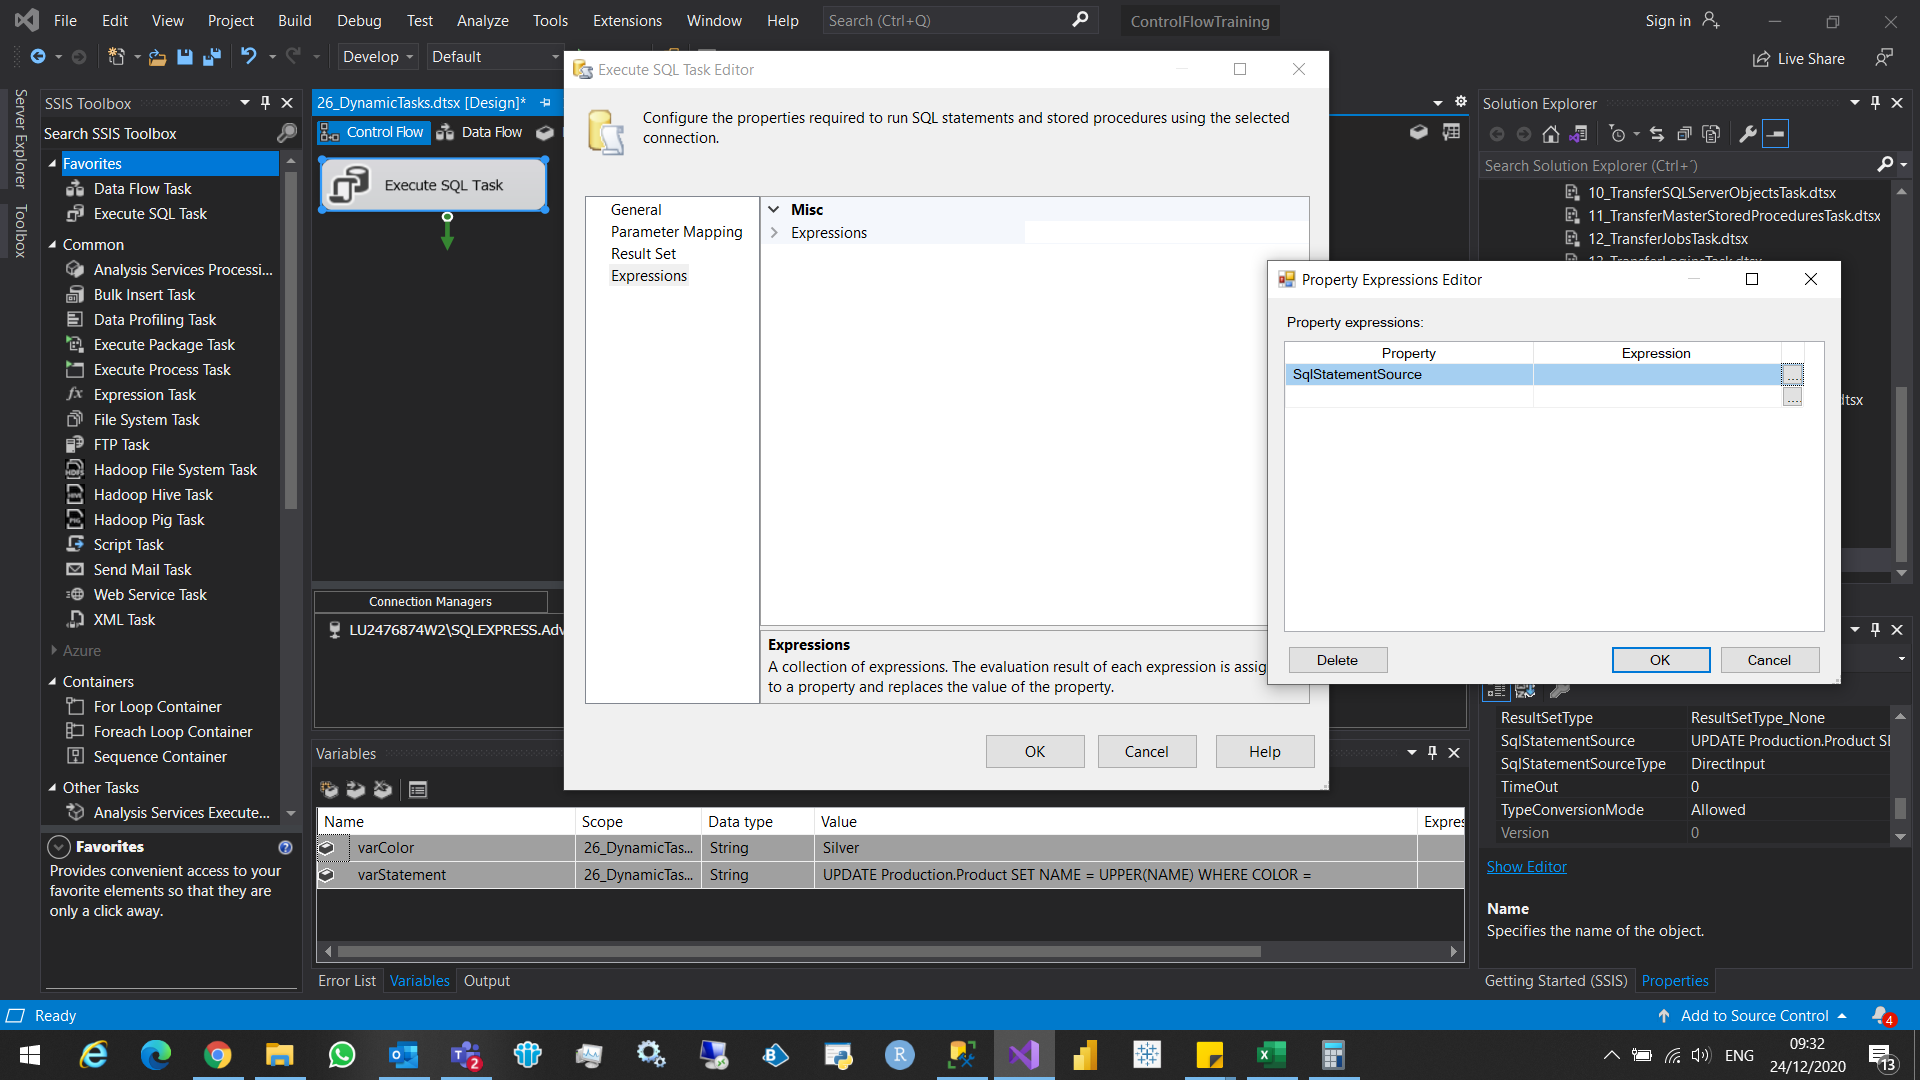 File Edit View Project Build Debug Test Analyze Tools Extensions Window Help Search (Ctrl+Q) ControlFlowTraining Sign in
Develop Default Live Share
Server Explorer
Toolbox
SSIS Toolbox
Search SSIS Toolbox
Favorites
Data Flow Task
Execute SQL Task
Common
Analysis Services Processi...
Bulk Insert Task
Data Profiling Task
Execute Package Task
Execute Process Task
Expression Task
File System Task
FTP Task
Hadoop File System Task
Hadoop Hive Task
Hadoop Pig Task
Script Task
Send Mail Task
Web Service Task
XML Task
Azure
Containers
For Loop Container
Foreach Loop Container
Sequence Container
Other Tasks
Analysis Services Execute...
Favorites
Provides convenient access to your
favorite elements so that they are
only a click away.
26_DynamicTasks.dtsx [Design]*
Control Flow Data Flow
Execute SQL Task
Connection Managers
LU2476874W2\SQLEXPRESS.Adv
Execute SQL Task Editor
Configure the properties required to run SQL statements and stored procedures using the selected
connection.
General
Parameter Mapping
Result Set
Expressions
Misc
Expressions
Expressions
A collection of expressions. The evaluation result of each expression is assig
to a property and replaces the value of the property.
OK Cancel Help
Property Expressions Editor
Property expressions:
Property Expression
SqlStatementSource ...
...
Delete OK Cancel
Variables
Name Scope Data type Value Expres
varColor 26_DynamicTas... String Silver
varStatement 26_DynamicTas... String UPDATE Production.Product SET NAME = UPPER(NAME) WHERE COLOR =
Error List Variables Output
Solution Explorer
Search Solution Explorer (Ctrl+´)
10_TransferSQLServerObjectsTask.dtsx
11_TransferMasterStoredProceduresTask.dtsx
12_TransferJobsTask.dtsx
dtsx
ResultSetType ResultSetType_None
SqlStatementSource UPDATE Production.Product SI
SqlStatementSourceType DirectInput
TimeOut 0
TypeConversionMode Allowed
Version 0
Show Editor
Name
Specifies the name of the object.
Getting Started (SSIS) Properties
Ready Add to Source Control 4
2 R ENG 09:32
24/12/2020 13